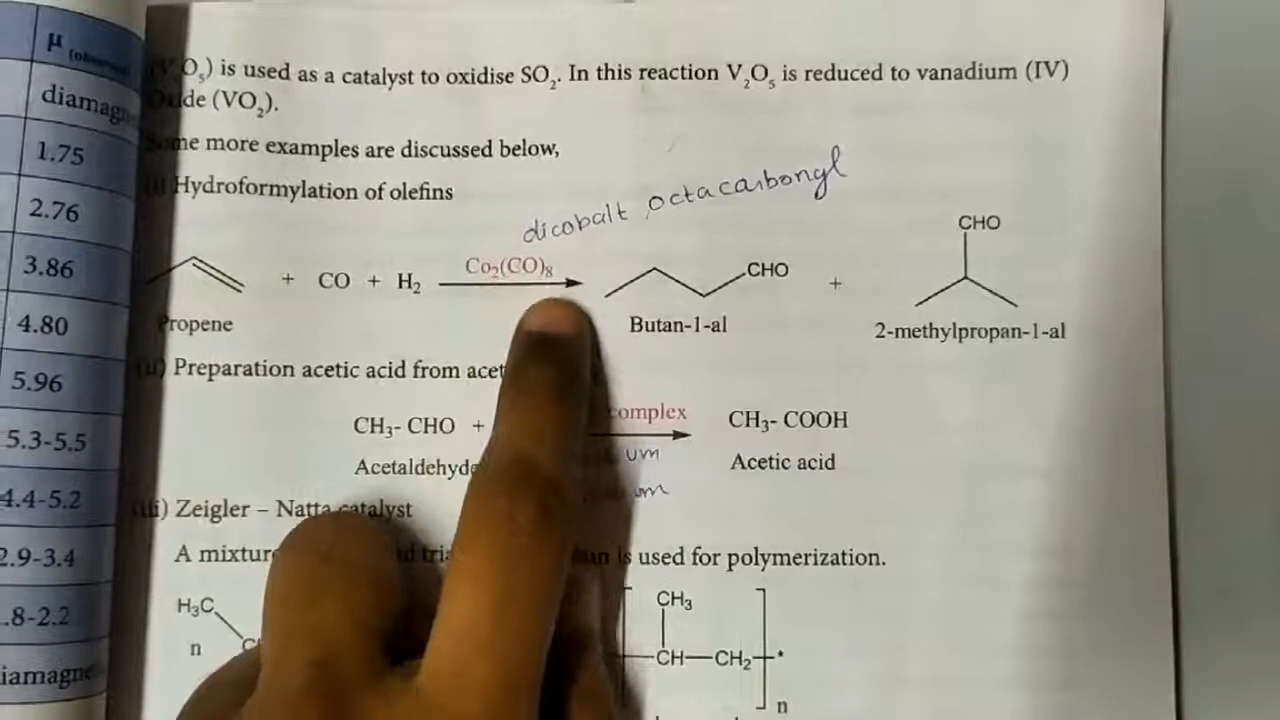 μ (observed)
diamagn
1.75
2.76
3.86
4.80
5.96
5.3-5.5
4.4-5.2
2.9-3.4
.8-2.2
iamagne
O₅) is used as a catalyst to oxidise SO₂. In this reaction V₂O₅ is reduced to vanadium (IV)
(VO₂).
more examples are discussed below,
Hydroformylation of olefins
dicobalt octacarbonyl
CHO
+ CO + H₂ Co₂(CO)₈ CHO +
Propene Butan-1-al 2-methylpropan-1-al
Preparation acetic acid from acet
CH₃- CHO + complex CH₃- COOH
Acetaldehyde um Acetic acid
um
Zeigler – Natta catalyst
A is used for polymerization.
H₃C CH₃
n CH—CH₂ *
n